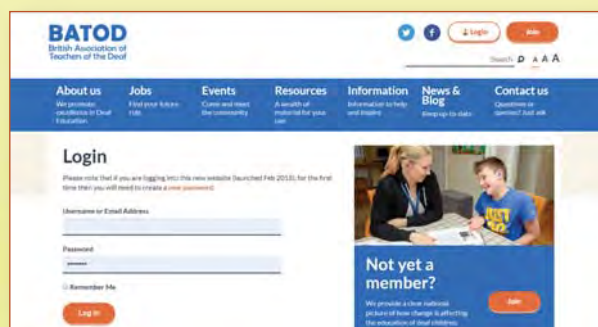 BATOD
British Association of
Teachers of the Deaf
Login
Join
Search
A A A
About us
We promote
excellence in Deaf
Education.
Jobs
Find your future
role.
Events
Come and meet
the community
Resources
A wealth of
material for your
use
Information
Information to help
and inspire
News &
Blog
Keep up-to-date
Contact us
Questions or
queries? Just ask
Login
Please note that if you are logging into this new website (launched Feb 2018), for the first
time then you will need to create a new password.
Username or Email Address
Password
Remember Me
Log In
JUST
Not yet a
member?
We provide a clear national
picture of how change is affecting
the education of deaf children,
Join